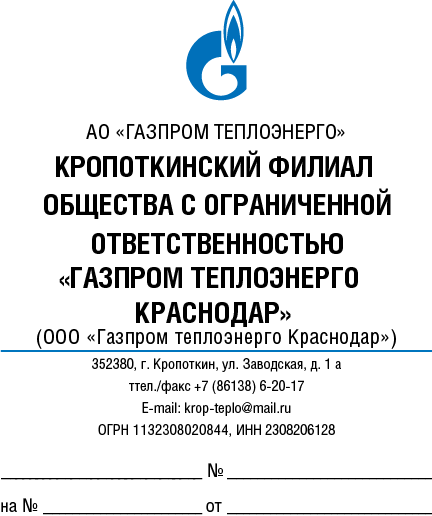 АО «ГАЗПРОМ ТЕПЛОЭНЕРГО»
КРОПОТКИНСКИЙ ФИЛИАЛ
ОБЩЕСТВА С ОГРАНИЧЕННОЙ
ОТВЕТСТВЕННОСТЬЮ
«ГАЗПРОМ ТЕПЛОЭНЕРГО
КРАСНОДАР»
(ООО «Газпром теплоэнерго Краснодар»)
352380, г. Кропоткин, ул. Заводская, д. 1 а
ттел./факс +7 (86138) 6-20-17
E-mail: krop-teplo@mail.ru
ОГРН 1132308020844, ИНН 2308206128
______________________ № ______________________
на № _________________ от ______________________